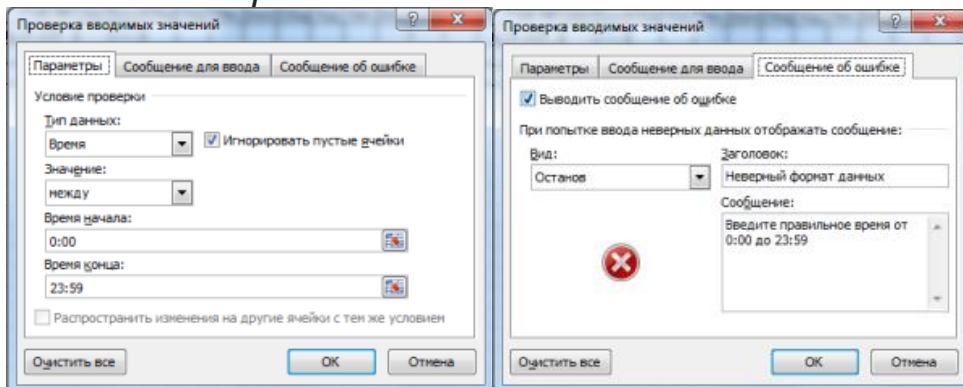 Проверка вводимых значений
Параметры Сообщение для ввода Сообщение об ошибке
Условие проверки
Тип данных:
Время
Игнорировать пустые ячейки
Значение:
между
Время начала:
0:00
Время конца:
23:59
Распространить изменения на другие ячейки с тем же условием
Очистить все ОК Отмена
Проверка вводимых значений
Параметры Сообщение для ввода Сообщение об ошибке
Выводить сообщение об ошибке
При попытке ввода неверных данных отображать сообщение:
Вид: Заголовок:
Останов Неверный формат данных
Сообщение:
Введите правильное время от
0:00 до 23:59
Очистить все ОК Отмена